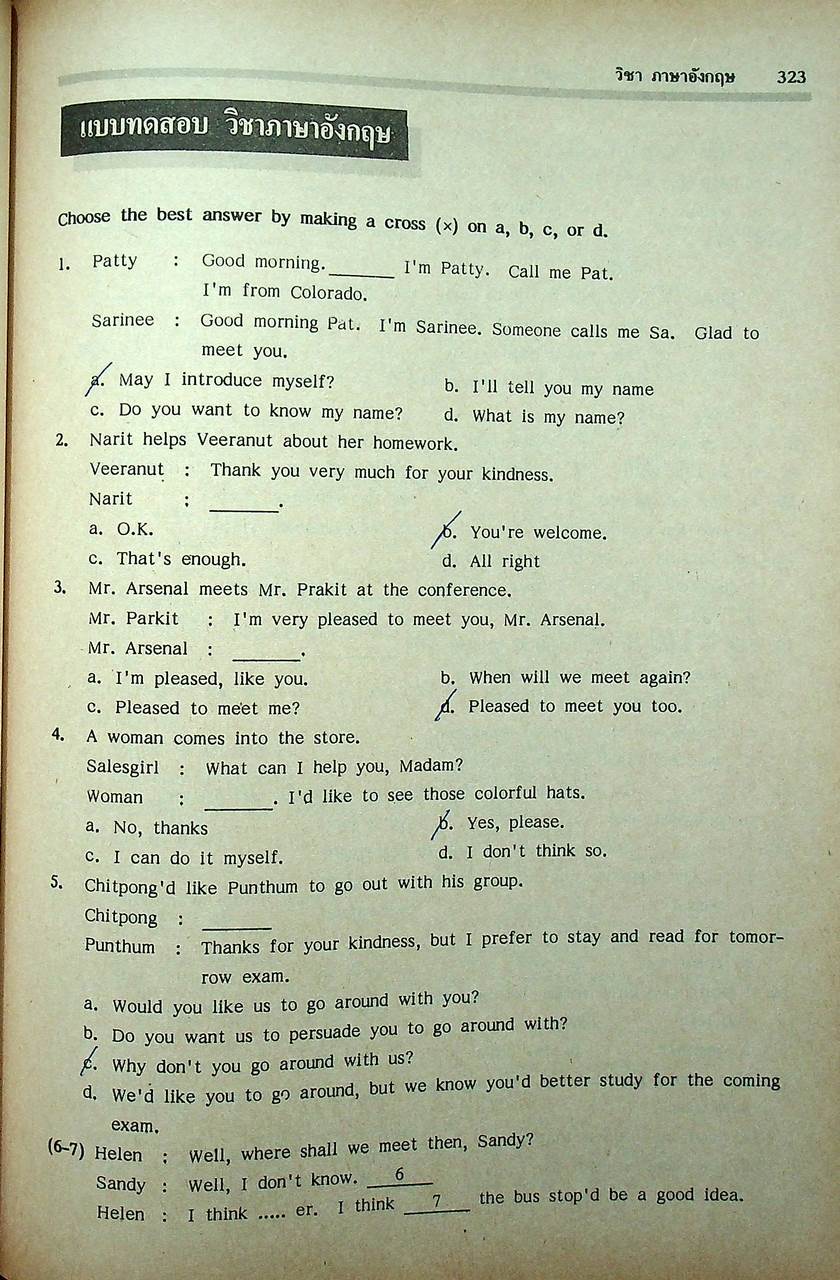 วิชา ภาษาอังกฤษ 323
แบบทดสอบ วิชาภาษาอังกฤษ
Choose the best answer by making a cross (×) on a, b, c, or d.
1. Patty : Good morning. ______ I'm Patty. Call me Pat.
I'm from Colorado.
Sarinee : Good morning Pat. I'm Sarinee. Someone calls me Sa. Glad to
meet you.
a. May I introduce myself? b. I'll tell you my name
c. Do you want to know my name? d. What is my name?
2. Narit helps Veeranut about her homework.
Veeranut : Thank you very much for your kindness.
Narit : ______.
a. O.K. b. You're welcome.
c. That's enough. d. All right
3. Mr. Arsenal meets Mr. Prakit at the conference.
Mr. Parkit : I'm very pleased to meet you, Mr. Arsenal.
Mr. Arsenal : ______.
a. I'm pleased, like you. b. When will we meet again?
c. Pleased to meet me? d. Pleased to meet you too.
4. A woman comes into the store.
Salesgirl : What can I help you, Madam?
Woman : ______. I'd like to see those colorful hats.
a. No, thanks b. Yes, please.
c. I can do it myself. d. I don't think so.
5. Chitpong'd like Punthum to go out with his group.
Chitpong : ______
Punthum : Thanks for your kindness, but I prefer to stay and read for tomor-
row exam.
a. Would you like us to go around with you?
b. Do you want us to persuade you to go around with?
c. Why don't you go around with us?
d. We'd like you to go around, but we know you'd better study for the coming
exam.
(6-7) Helen : Well, where shall we meet then, Sandy?
Sandy : Well, I don't know. __6__
Helen : I think ..... er. I think __7__ the bus stop'd be a good idea.